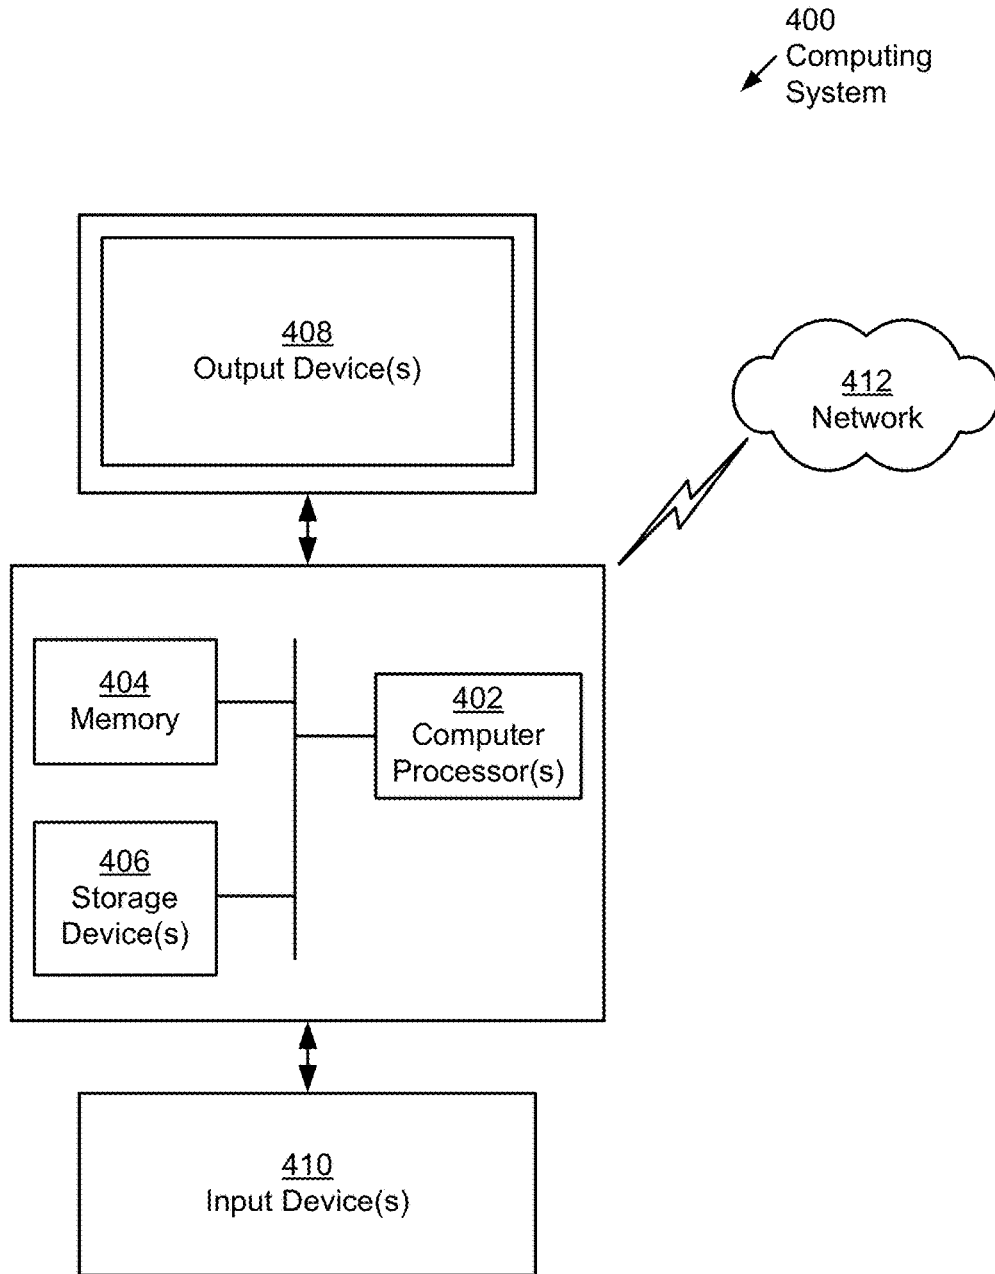 400
Computing
System
408
Output Device(s)
412
Network
404
Memory
402
Computer
Processor(s)
406
Storage
Device(s)
410
Input Device(s)